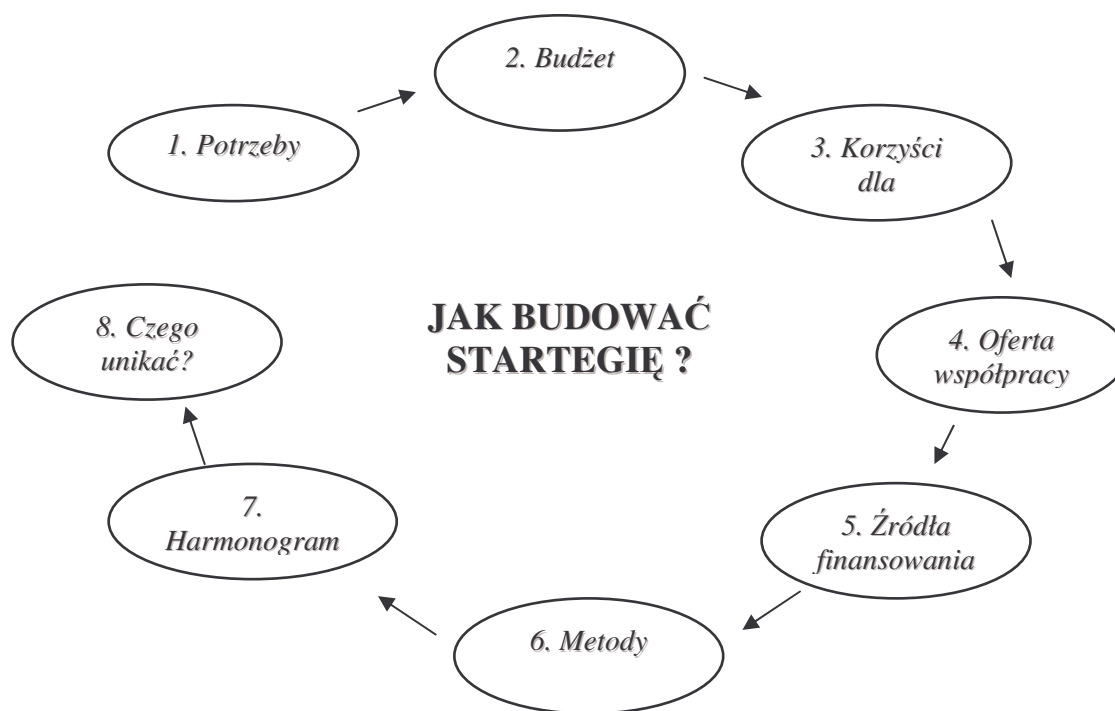 2. Budżet
1. Potrzeby
3. Korzyści
dla
JAK BUDOWAĆ
STARTEGIĘ ?
8. Czego
unikać?
4. Oferta
współpracy
7.
Harmonogram
5. Źródła
finansowania
6. Metody